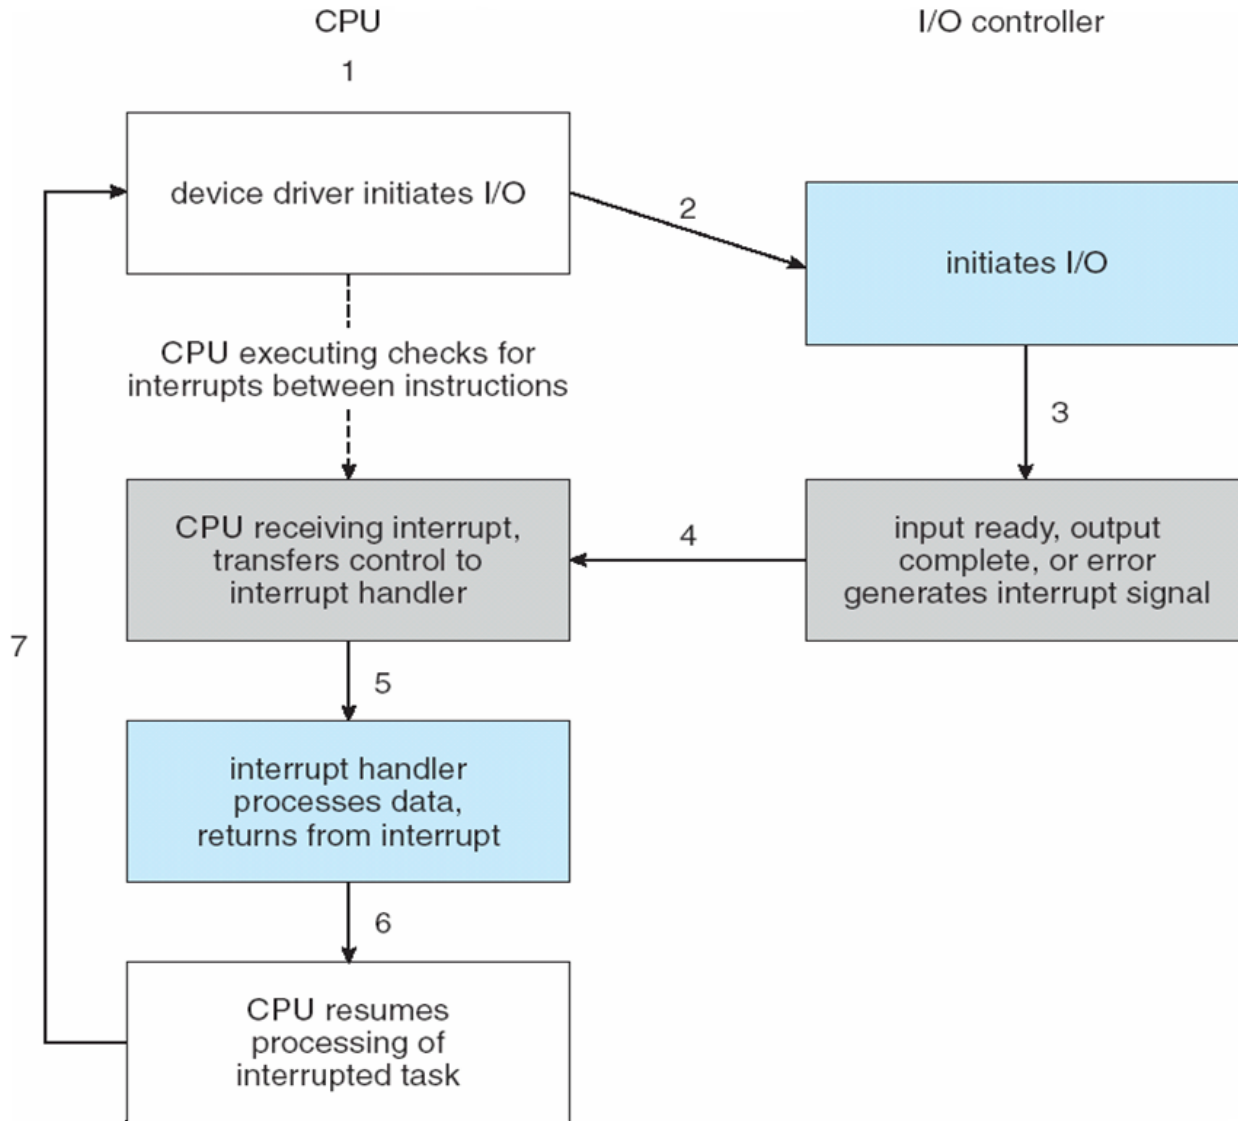 CPU
I/O controller
1
device driver initiates I/O
2
initiates I/O
CPU executing checks for
interrupts between instructions
3
CPU receiving interrupt,
transfers control to
interrupt handler
4
input ready, output
complete, or error
generates interrupt signal
7
5
interrupt handler
processes data,
returns from interrupt
6
CPU resumes
processing of
interrupted task